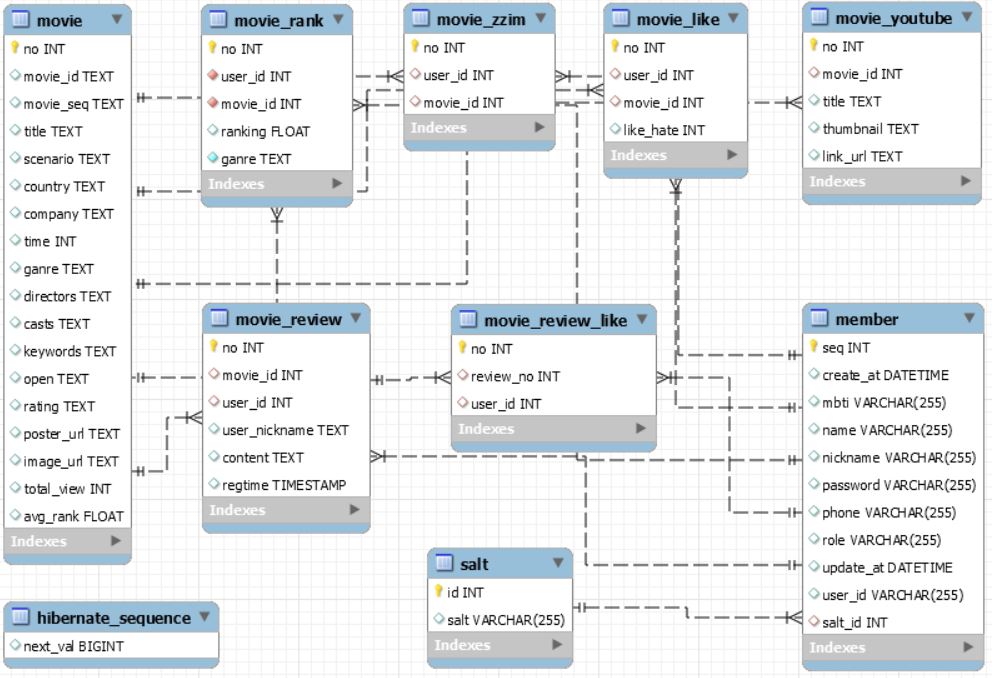 movie
no INT
movie_id TEXT
movie_seq TEXT
title TEXT
scenario TEXT
country TEXT
company TEXT
time INT
ganre TEXT
directors TEXT
casts TEXT
keywords TEXT
open TEXT
rating TEXT
poster_url TEXT
image_url TEXT
total_view INT
avg_rank FLOAT
Indexes
movie_rank
no INT
user_id INT
movie_id INT
ranking FLOAT
ganre TEXT
Indexes
movie_zzim
no INT
user_id INT
movie_id INT
Indexes
movie_like
no INT
user_id INT
movie_id INT
like_hate INT
Indexes
movie_youtube
no INT
movie_id INT
title TEXT
thumbnail TEXT
link_url TEXT
Indexes
movie_review
no INT
movie_id INT
user_id INT
user_nickname TEXT
content TEXT
regtime TIMESTAMP
Indexes
movie_review_like
no INT
review_no INT
user_id INT
Indexes
member
seq INT
create_at DATETIME
mbti VARCHAR(255)
name VARCHAR(255)
nickname VARCHAR(255)
password VARCHAR(255)
phone VARCHAR(255)
role VARCHAR(255)
update_at DATETIME
user_id VARCHAR(255)
salt_id INT
Indexes
salt
id INT
salt VARCHAR(255)
Indexes
hibernate_sequence
next_val BIGINT